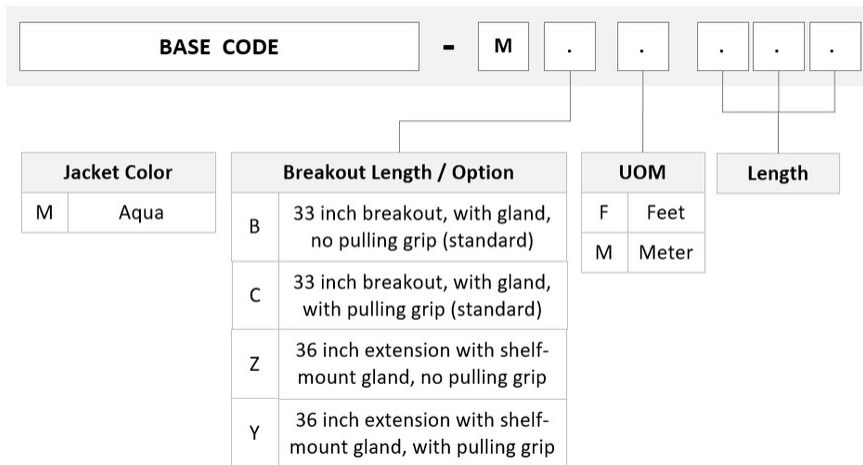 BASE CODE - M . . . . .
Jacket Color
M Aqua
Breakout Length / Option
B 33 inch breakout, with gland,
no pulling grip (standard)
C 33 inch breakout, with gland,
with pulling grip (standard)
Z 36 inch extension with shelf-
mount gland, no pulling grip
Y 36 inch extension with shelf-
mount gland, with pulling grip
UOM
F Feet
M Meter
Length